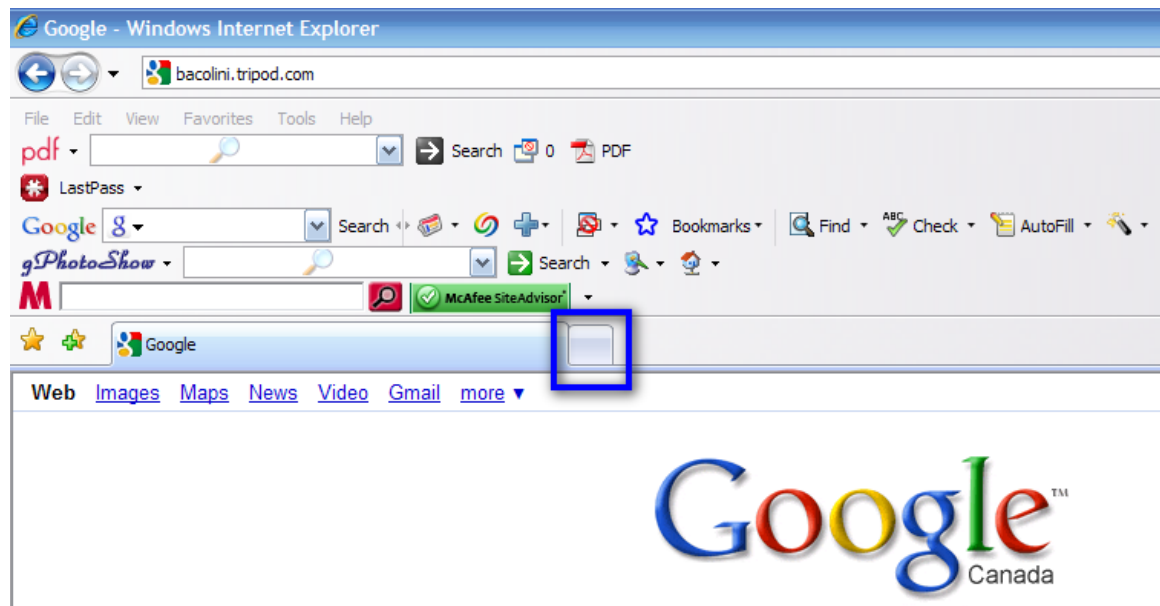 Google - Windows Internet Explorer
bacolini.tripod.com
File Edit View Favorites Tools Help
pdf Search 0 PDF
LastPass
Google g Search Bookmarks Find ABC Check AutoFill
gPhotoShow Search
M McAfee SiteAdvisor
Google
Web Images Maps News Video Gmail more
Google TM
Canada